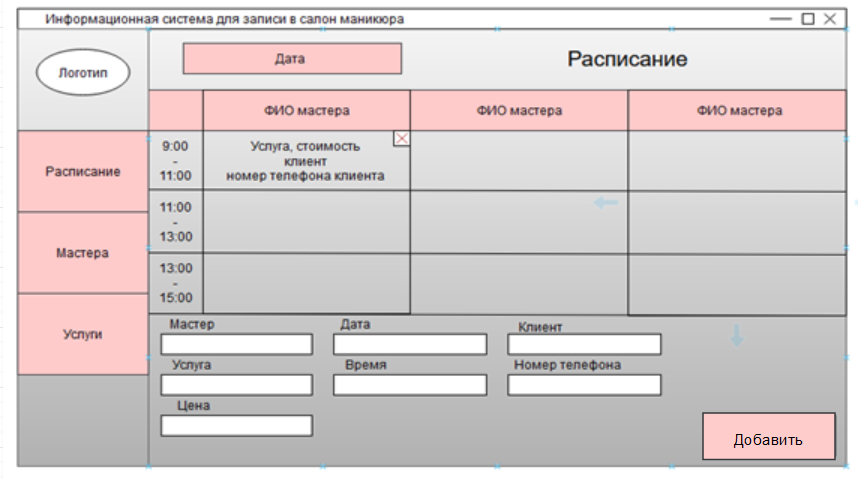 Информационная система для записи в салон маникюра
Логотип
Дата
Расписание
ФИО мастера
ФИО мастера
ФИО мастера
Расписание
Мастера
Услуги
9:00
-
11:00
Услуга, стоимость
клиент
номер телефона клиента
11:00
-
13:00
13:00
-
15:00
Мастер
Дата
Клиент
Услуга
Время
Номер телефона
Цена
Добавить